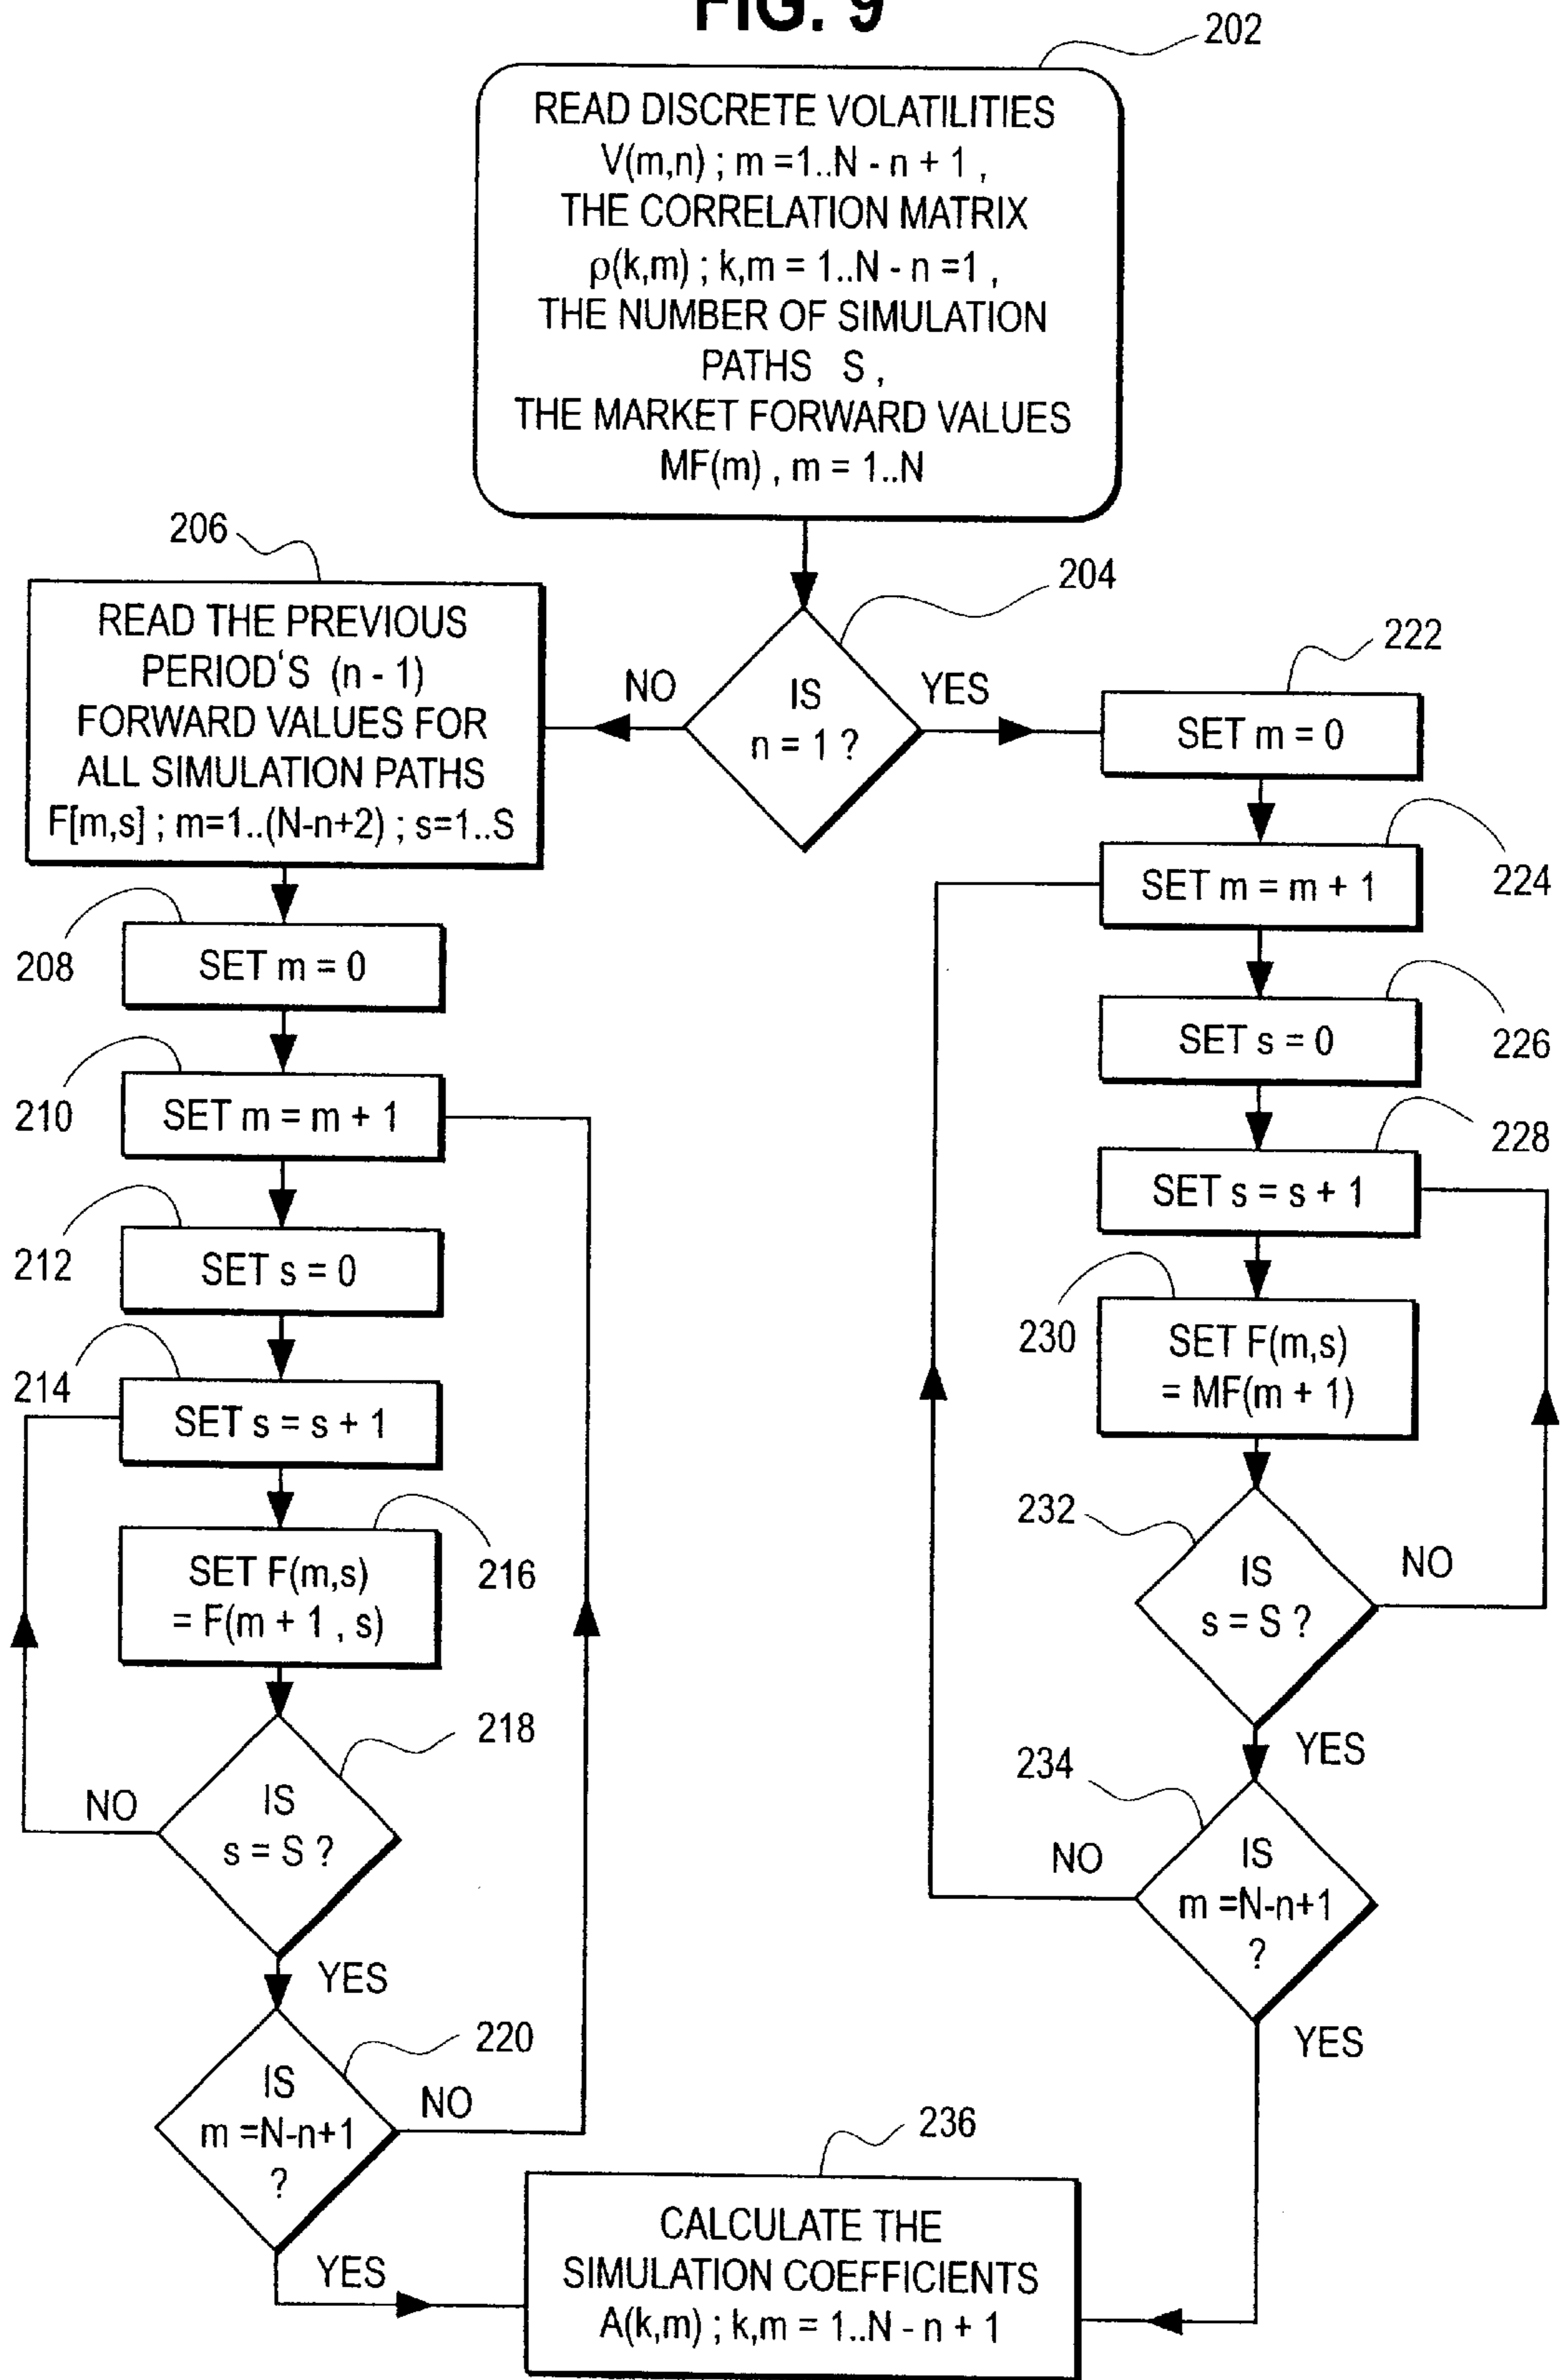 FIG. 9
202
READ DISCRETE VOLATILITIES
V(m,n) ; m =1..N - n + 1 ,
THE CORRELATION MATRIX
ρ(k,m) ; k,m = 1..N - n =1 ,
THE NUMBER OF SIMULATION
PATHS S ,
THE MARKET FORWARD VALUES
MF(m) , m = 1..N
204
IS
n = 1 ?
NO
YES
206
READ THE PREVIOUS
PERIOD'S (n - 1)
FORWARD VALUES FOR
ALL SIMULATION PATHS
F[m,s] ; m=1..(N-n+2) ; s=1..S
208
SET m = 0
210
SET m = m + 1
212
SET s = 0
214
SET s = s + 1
216
SET F(m,s)
= F(m + 1 , s)
218
IS
s = S ?
NO
YES
220
IS
m =N-n+1
?
NO
YES
222
SET m = 0
224
SET m = m + 1
226
SET s = 0
228
SET s = s + 1
230
SET F(m,s)
= MF(m + 1)
232
IS
s = S ?
NO
YES
234
IS
m =N-n+1
?
NO
YES
236
CALCULATE THE
SIMULATION COEFFICIENTS
A(k,m) ; k,m = 1..N - n + 1